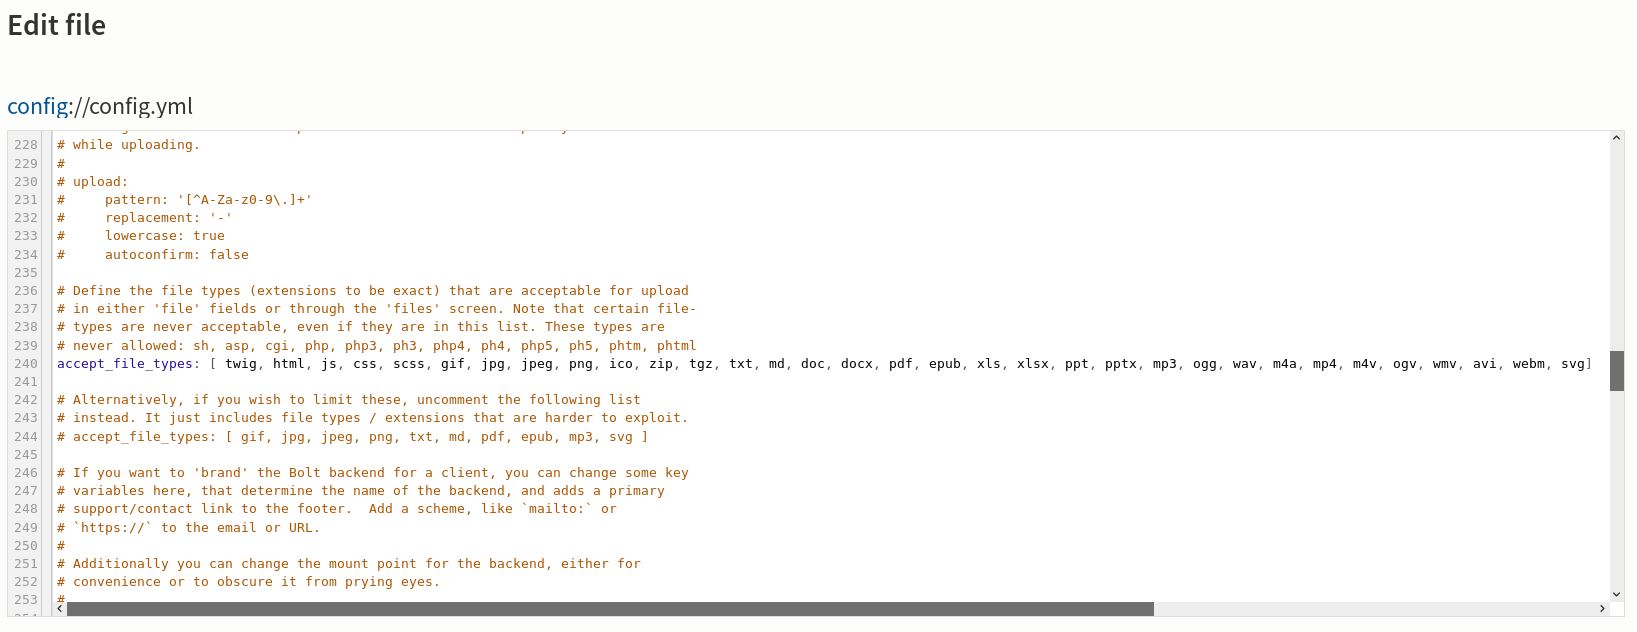 Edit file
config://config.yml
228 # while uploading.
229 #
230 # upload:
231 #     pattern: '[^A-Za-z0-9\.]+'
232 #     replacement: '-'
233 #     lowercase: true
234 #     autoconfirm: false
235
236 # Define the file types (extensions to be exact) that are acceptable for upload
237 # in either 'file' fields or through the 'files' screen. Note that certain file-
238 # types are never acceptable, even if they are in this list. These types are
239 # never allowed: sh, asp, cgi, php, php3, ph3, php4, ph4, php5, ph5, phtm, phtml
240 accept_file_types: [ twig, html, js, css, scss, gif, jpg, jpeg, png, ico, zip, tgz, txt, md, doc, docx, pdf, epub, xls, xlsx, ppt, pptx, mp3, ogg, wav, m4a, mp4, m4v, ogv, wmv, avi, webm, svg]
241
242 # Alternatively, if you wish to limit these, uncomment the following list
243 # instead. It just includes file types / extensions that are harder to exploit.
244 # accept_file_types: [ gif, jpg, jpeg, png, txt, md, pdf, epub, mp3, svg ]
245
246 # If you want to 'brand' the Bolt backend for a client, you can change some key
247 # variables here, that determine the name of the backend, and adds a primary
248 # support/contact link to the footer.  Add a scheme, like `mailto:` or
249 # `https://` to the email or URL.
250 #
251 # Additionally you can change the mount point for the backend, either for
252 # convenience or to obscure it from prying eyes.
253 #